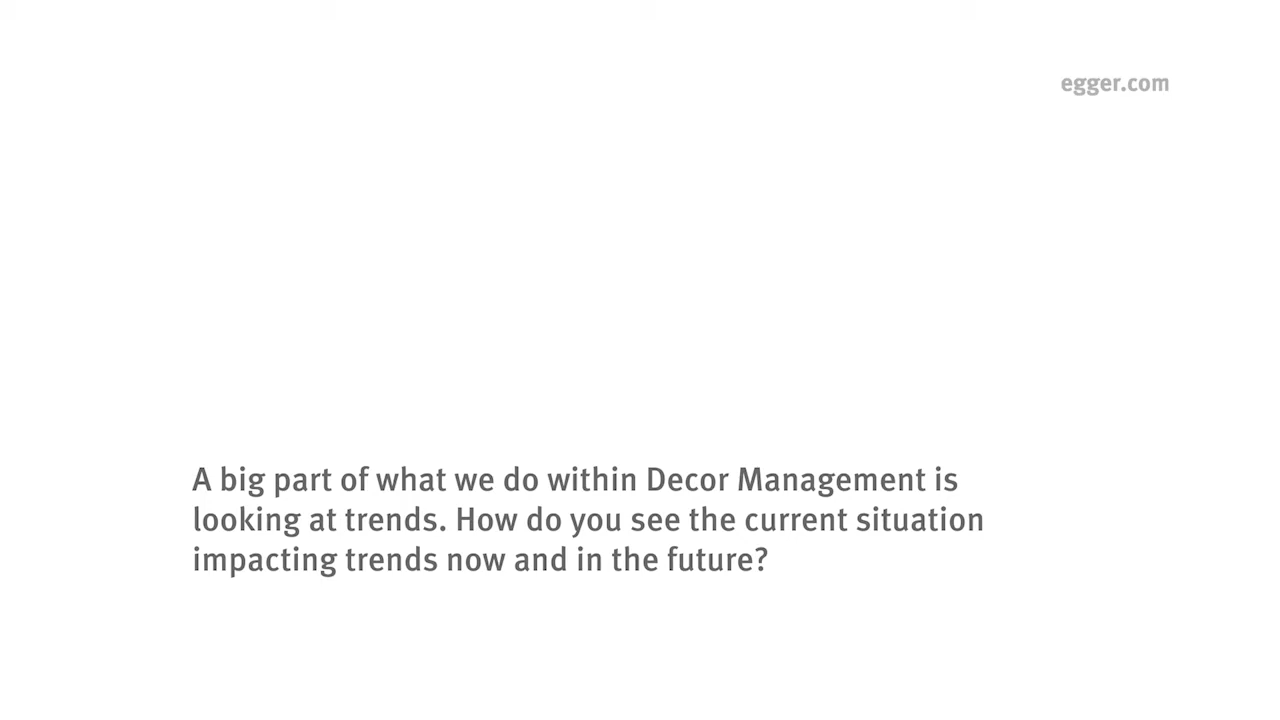 egger.com
A big part of what we do within Decor Management is
looking at trends. How do you see the current situation
impacting trends now and in the future?